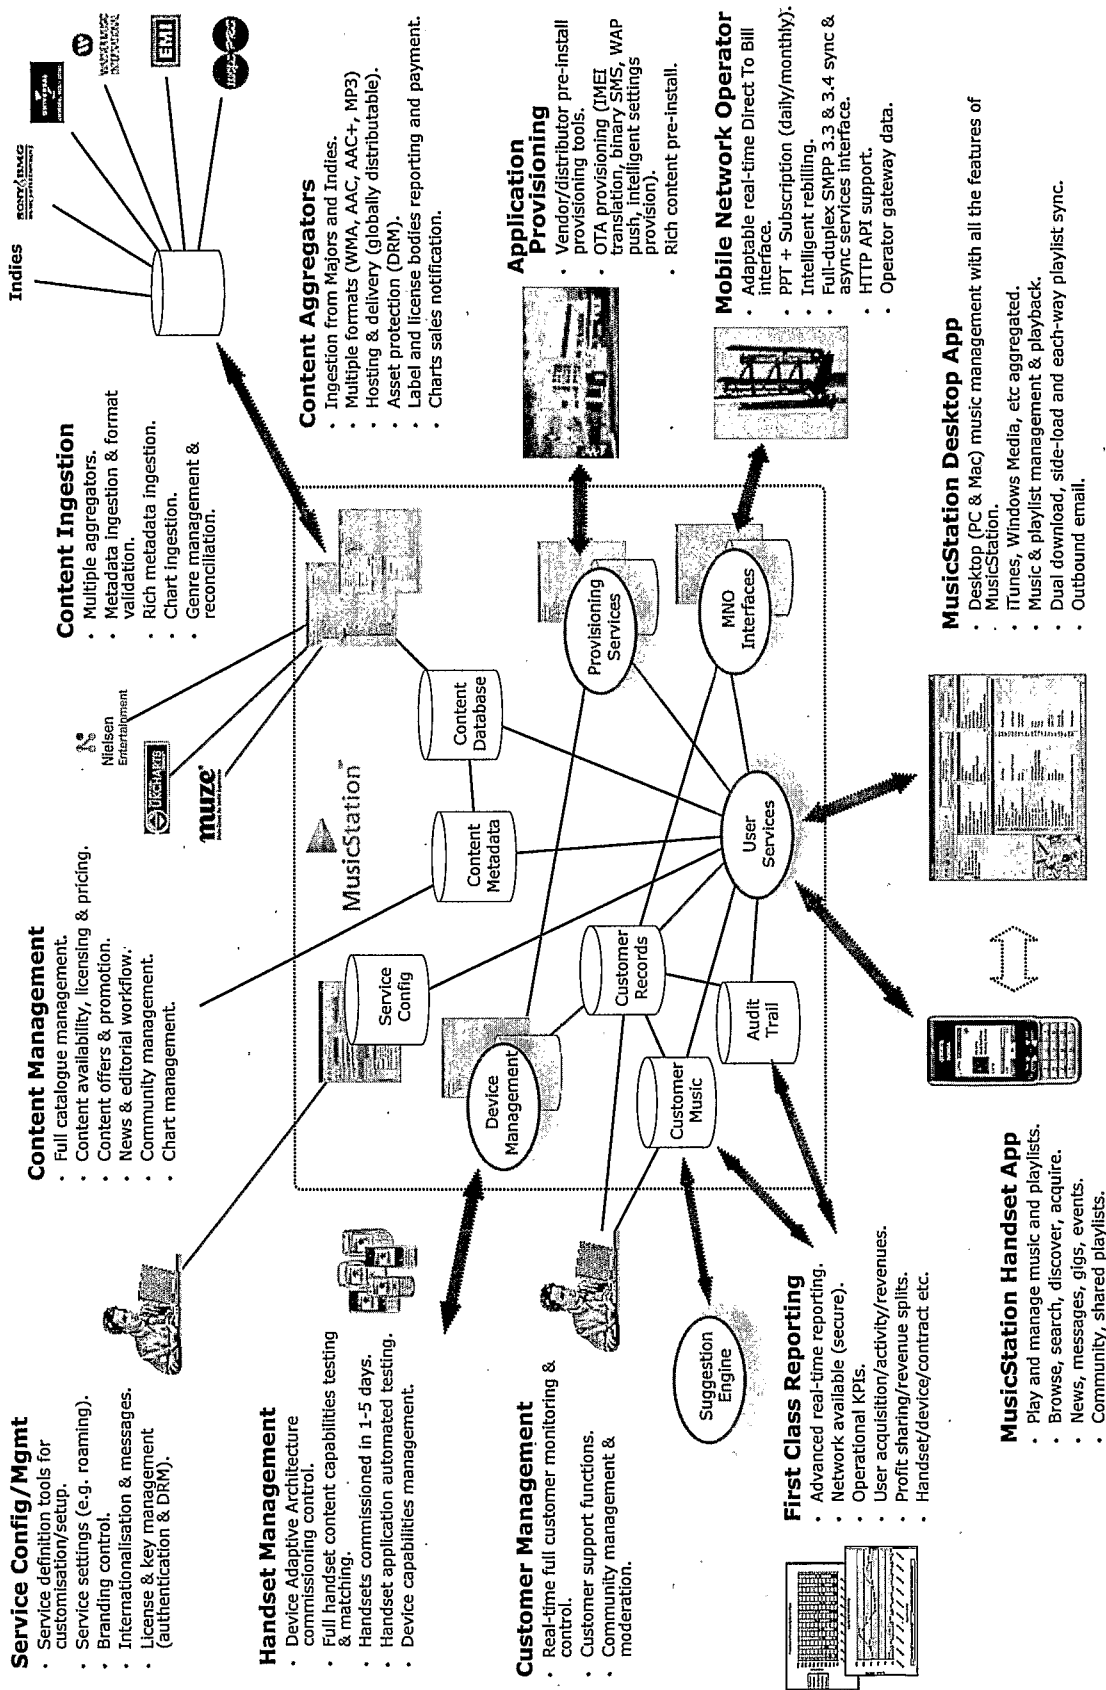 Service Config/Mgmt
· Service definition tools for
customisation/setup.
· Service settings (e.g. roaming).
· Branding control.
· Internationalisation & messages.
· License & key management
(authentication & DRM).
Content Management
· Full catalogue management.
· Content availability, licensing & pricing.
· Content offers & promotion.
· News & editorial workflow.
· Community management.
· Chart management.
Nielsen
Entertainment
UKCHARTS
muze
Content Ingestion
· Multiple aggregators.
· Metadata ingestion & format
validation.
· Rich metadata ingestion.
· Chart ingestion.
· Genre management &
reconciliation.
Indies
SONY BMG
MUSIC ENTERTAINMENT
UNIVERSAL
WARNER MUSIC
EMI
Handset Management
· Device Adaptive Architecture
commissioning control.
· Full handset content capabilities testing
& matching.
· Handsets commissioned in 1-5 days.
· Handset application automated testing.
· Device capabilities management.
MusicStation™
Service
Config
Content
Metadata
Content
Database
Device
Management
Customer
Records
Customer
Music
Audit
Trail
User
Services
Provisioning
Services
MNO
Interfaces
Content Aggregators
· Ingestion from Majors and Indies.
· Multiple formats (WMA, AAC, AAC+, MP3)
· Hosting & delivery (globally distributable).
· Asset protection (DRM).
· Label and license bodies reporting and payment.
· Charts sales notification.
Customer Management
· Real-time full customer monitoring &
control.
· Customer support functions.
· Community management &
moderation.
Suggestion
Engine
Application
Provisioning
· Vendor/distributor pre-install
provisioning tools.
· OTA provisioning (IMEI
translation, binary SMS, WAP
push, intelligent settings
provision).
· Rich content pre-install.
First Class Reporting
· Advanced real-time reporting.
· Network available (secure).
· Operational KPIs.
· User acquisition/activity/revenues.
· Profit sharing/revenue splits.
· Handset/device/contract etc.
Mobile Network Operator
· Adaptable real-time Direct To Bill
interface.
· PPT + Subscription (daily/monthly).
· Intelligent rebilling.
· Full-duplex SMPP 3.3 & 3.4 sync &
async services interface.
· HTTP API support.
· Operator gateway data.
MusicStation Handset App
· Play and manage music and playlists.
· Browse, search, discover, acquire.
· News, messages, gigs, events.
· Community, shared playlists.
MusicStation Desktop App
· Desktop (PC & Mac) music management with all the features of
MusicStation.
· iTunes, Windows Media, etc aggregated.
· Music & playlist management & playback.
· Dual download, side-load and each-way playlist sync.
· Outbound email.